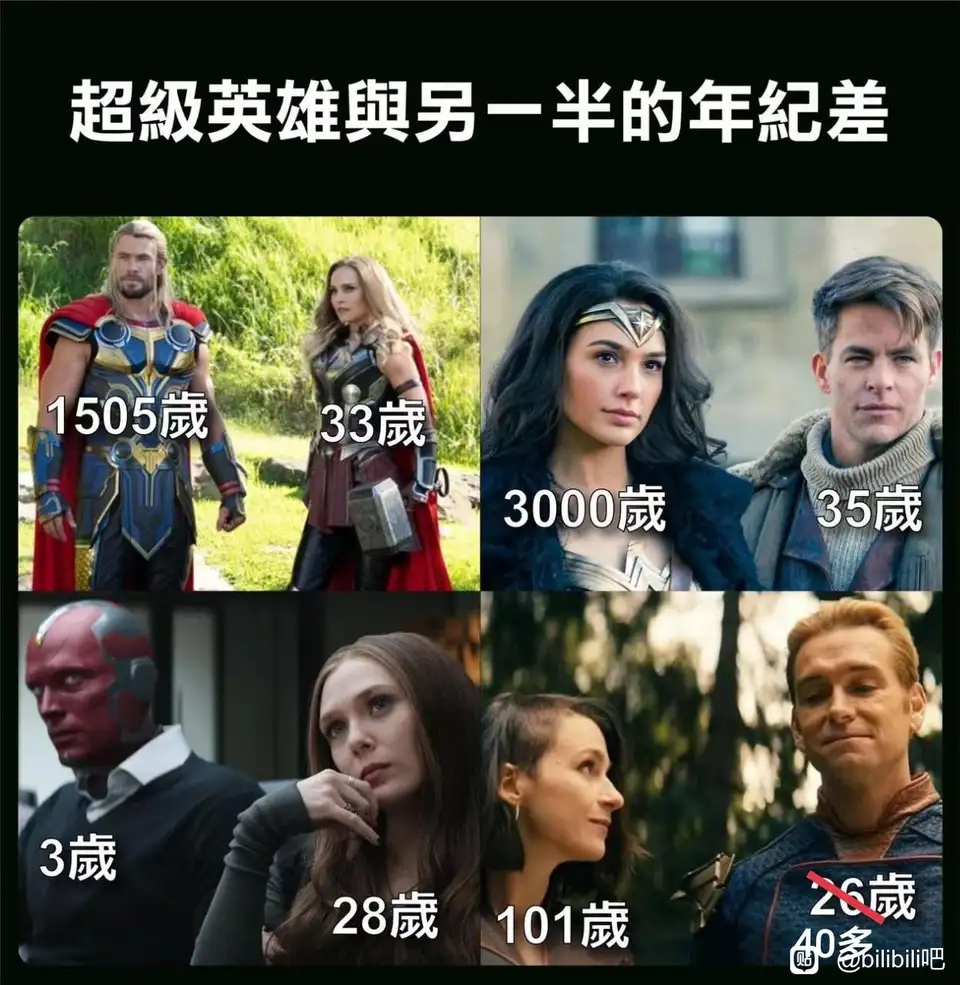 超級英雄與另一半的年紀差
1505歲
33歲
3000歲
35歲
3歲
28歲
101歲
26歲
40多
贴 @bilibili吧